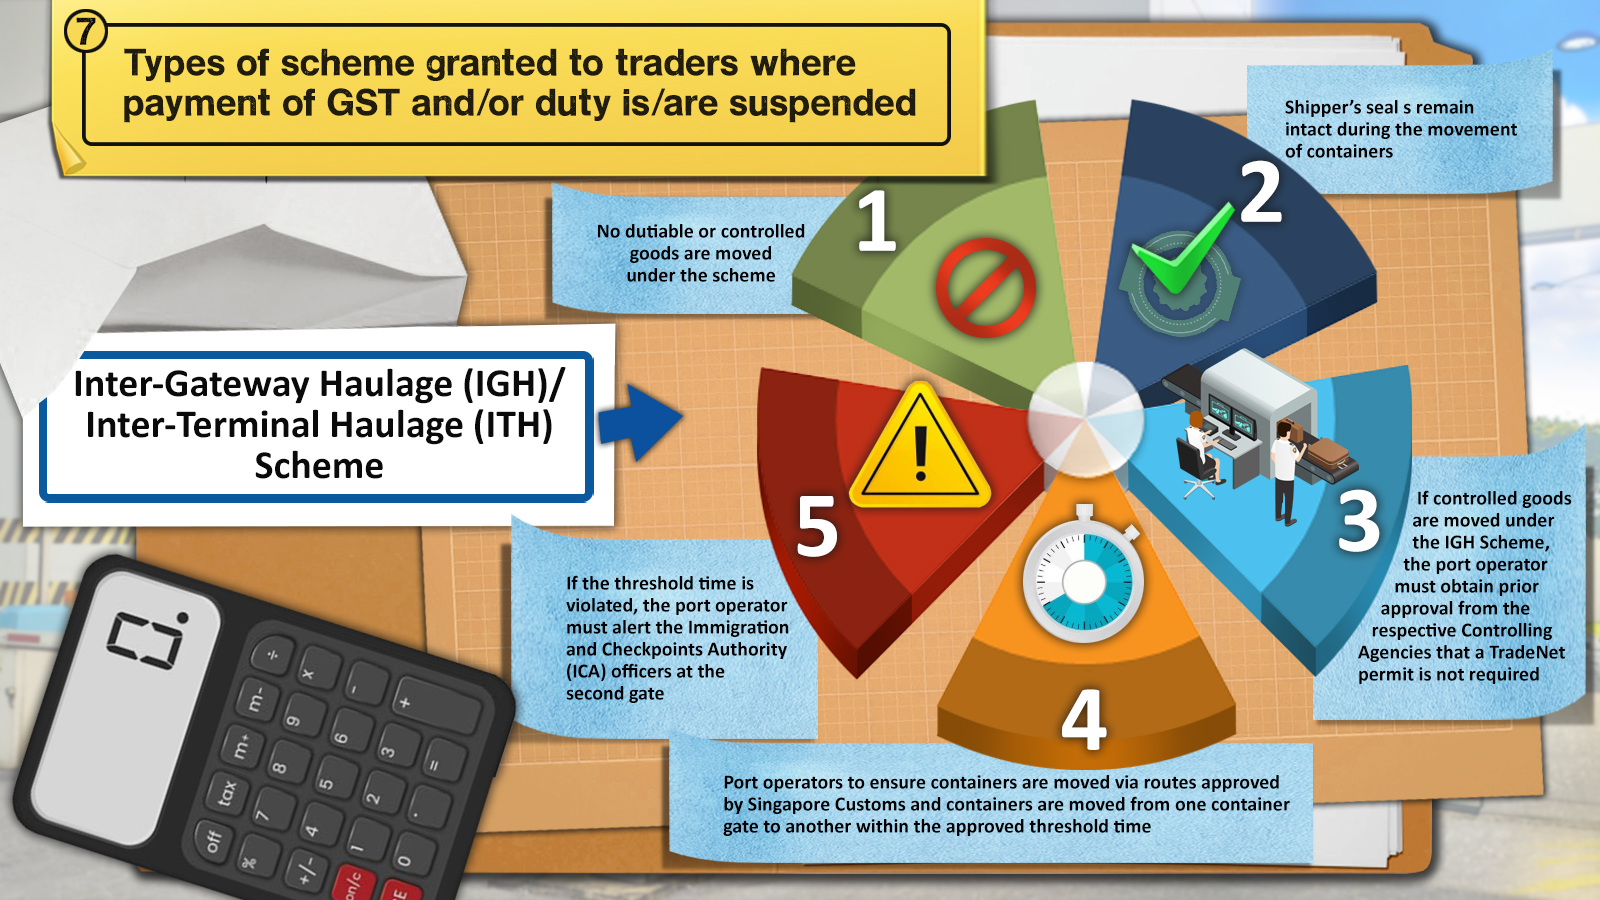 7
Types of scheme granted to traders where
payment of GST and/or duty is/are suspended
Inter-Gateway Haulage (IGH)/
Inter-Terminal Haulage (ITH)
Scheme
1
No dutiable or controlled
goods are moved
under the scheme
2
Shipper's seal s remain
intact during the movement
of containers
3
If controlled goods
are moved under
the IGH Scheme,
the port operator
must obtain prior
approval from the
respective Controlling
Agencies that a TradeNet
permit is not required
4
Port operators to ensure containers are moved via routes approved
by Singapore Customs and containers are moved from one container
gate to another within the approved threshold time
5
If the threshold time is
violated, the port operator
must alert the Immigration
and Checkpoints Authority
(ICA) officers at the
second gate
0.
÷ x - +
m- 9 6 3 =
m+ 8 5 2 .
tax 7 4 1 0
off % +/- on/c CE